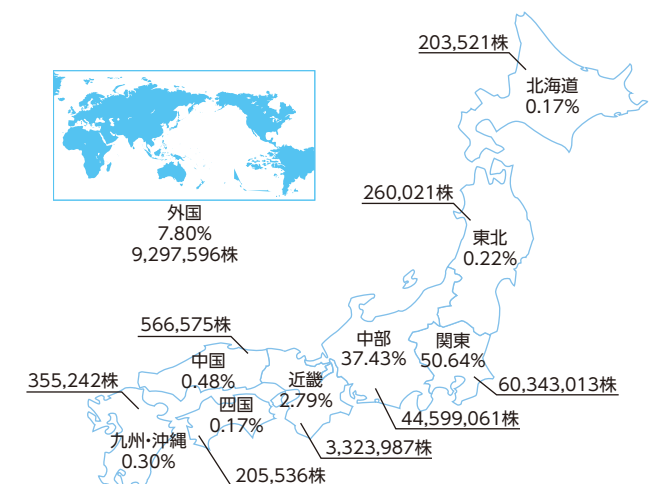 203,521株
北海道
0.17%
外国
7.80%
9,297,596株
260,021株
東北
0.22%
566,575株
中国
0.48%
355,242株
九州・沖縄
0.30%
四国
0.17%
205,536株
近畿
2.79%
3,323,987株
中部
37.43%
44,599,061株
関東
50.64%
60,343,013株